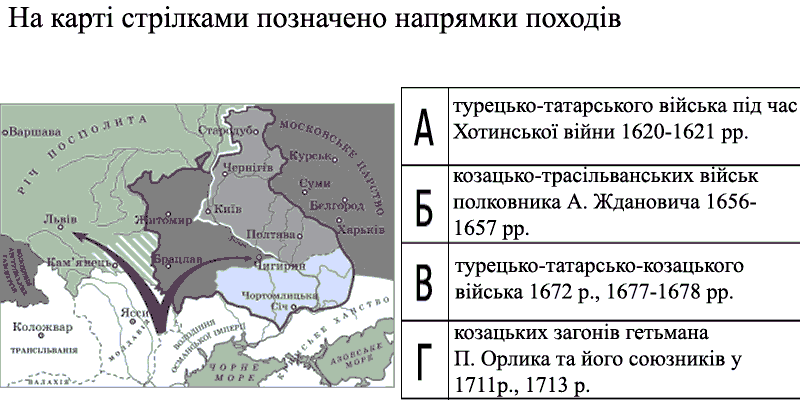 На карті стрілками позначено напрямки походів
А
турецько-татарського війська під час
Хотинської війни 1620-1621 рр.
Б
козацько-трасільванських військ
полковника А. Ждановича 1656-
1657 рр.
В
турецько-татарсько-козацького
війська 1672 р., 1677-1678 рр.
Г
козацьких загонів гетьмана
П. Орлика та його союзників у
1711р., 1713 р.
Варшава
РІЧ ПОСПОЛИТА
Стародуб
МОСКОВСЬКЕ ЦАРСТВО
Курськ
Чернігів
Суми
Бєлгород
Київ
Житомир
Львів
Харьків
Полтава
Кам'янець
Брацлав
Чигирин
Чортомлицька
Січ
Ясси
Коложвар
ТРАНСІЛЬВАНІЯ
МОЛДАВІЯ
ВОЛОДІННЯ
ОСМАНСЬКОЇ ІМПЕРІЇ
КРИМСЬКЕ ХАНСТВО
АЗОВСЬКЕ
МОРЕ
ЧОРНЕ
МОРЕ
ВАЛАХІЯ